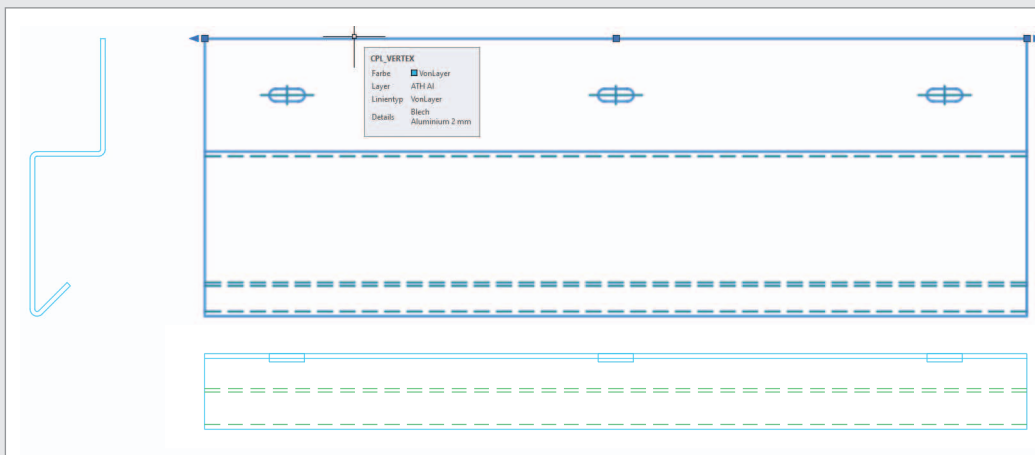 CPL_VERTEX
Farbe VonLayer
Layer ATH Al
Linientyp VonLayer
Details Blech
Aluminium 2 mm